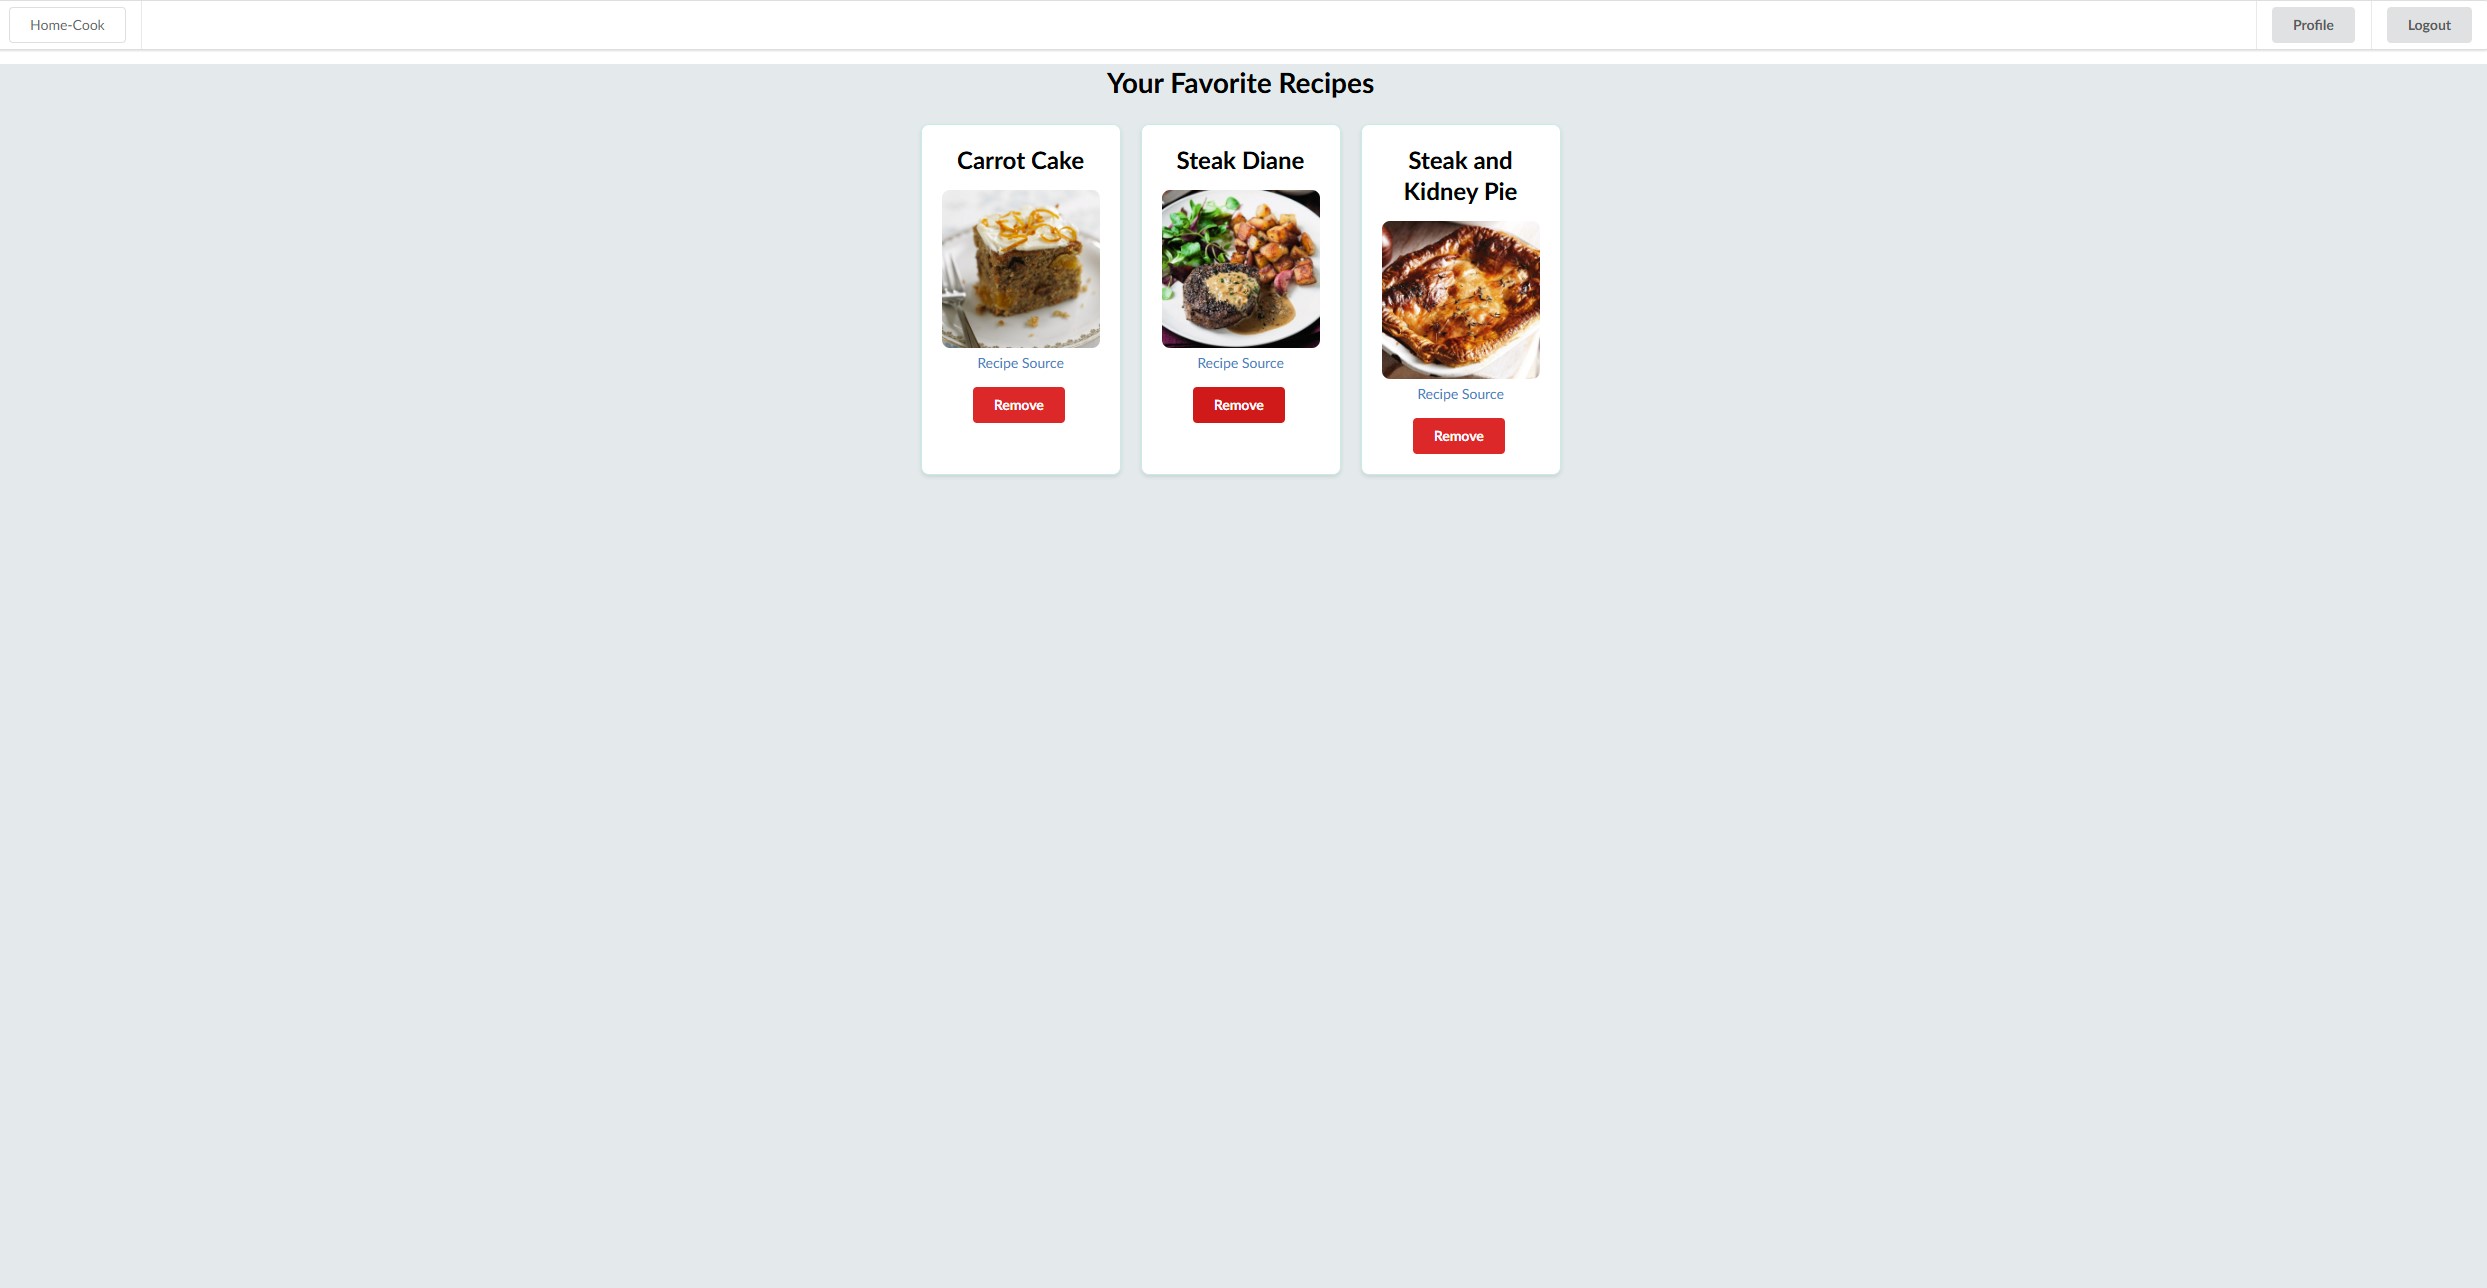 Home-Cook
Profile
Logout
Your Favorite Recipes
Carrot Cake
Recipe Source
Remove
Steak Diane
Recipe Source
Remove
Steak and
Kidney Pie
Recipe Source
Remove